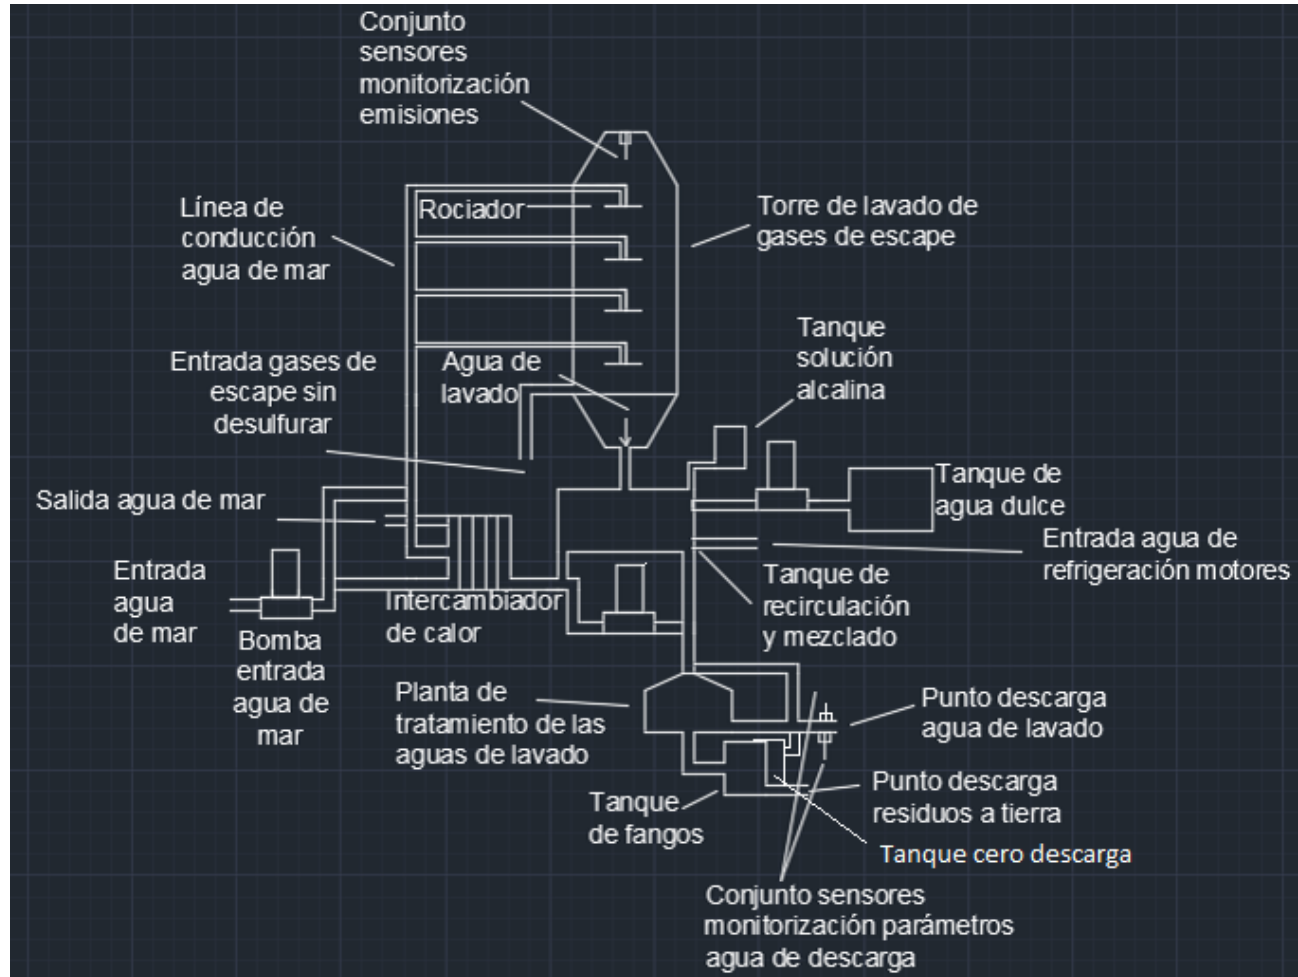 Conjunto
sensores
monitorización
emisiones
Línea de
conducción
agua de mar
Rociador
Torre de lavado de
gases de escape
Entrada gases de
escape sin
desulfurar
Agua de
lavado
Tanque
solución
alcalina
Salida agua de mar
Tanque de
agua dulce
Entrada
agua
de mar
Bomba
entrada
agua de
mar
Intercambiador
de calor
Tanque de
recirculación
y mezclado
Entrada agua de
refrigeración motores
Planta de
tratamiento de las
aguas de lavado
Punto descarga
agua de lavado
Tanque
de fangos
Punto descarga
residuos a tierra
Tanque cero descarga
Conjunto sensores
monitorización parámetros
agua de descarga